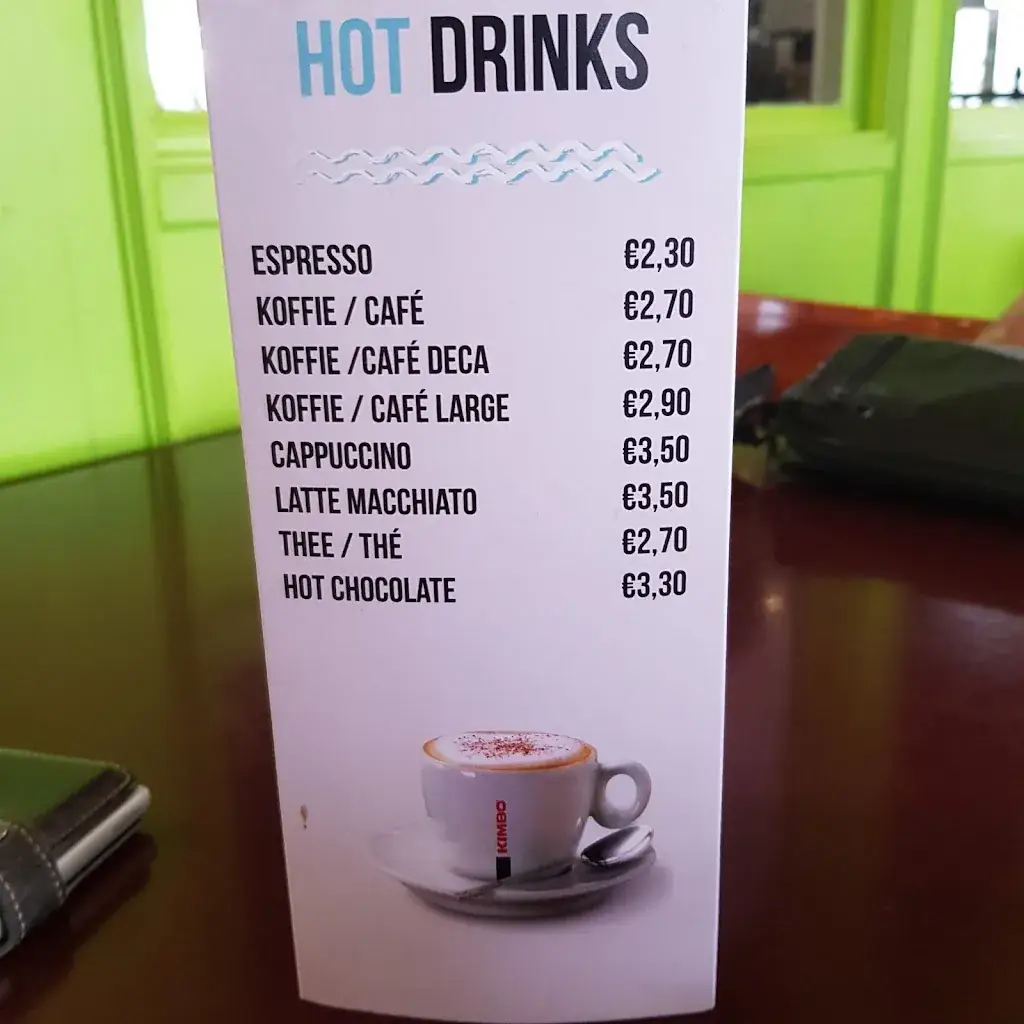 HOT DRINKS
ESPRESSO €2,30
KOFFIE / CAFÉ €2,70
KOFFIE /CAFÉ DECA €2,70
KOFFIE / CAFÉ LARGE €2,90
CAPPUCCINO €3,50
LATTE MACCHIATO €3,50
THEE / THÉ €2,70
HOT CHOCOLATE €3,30
KIMBO